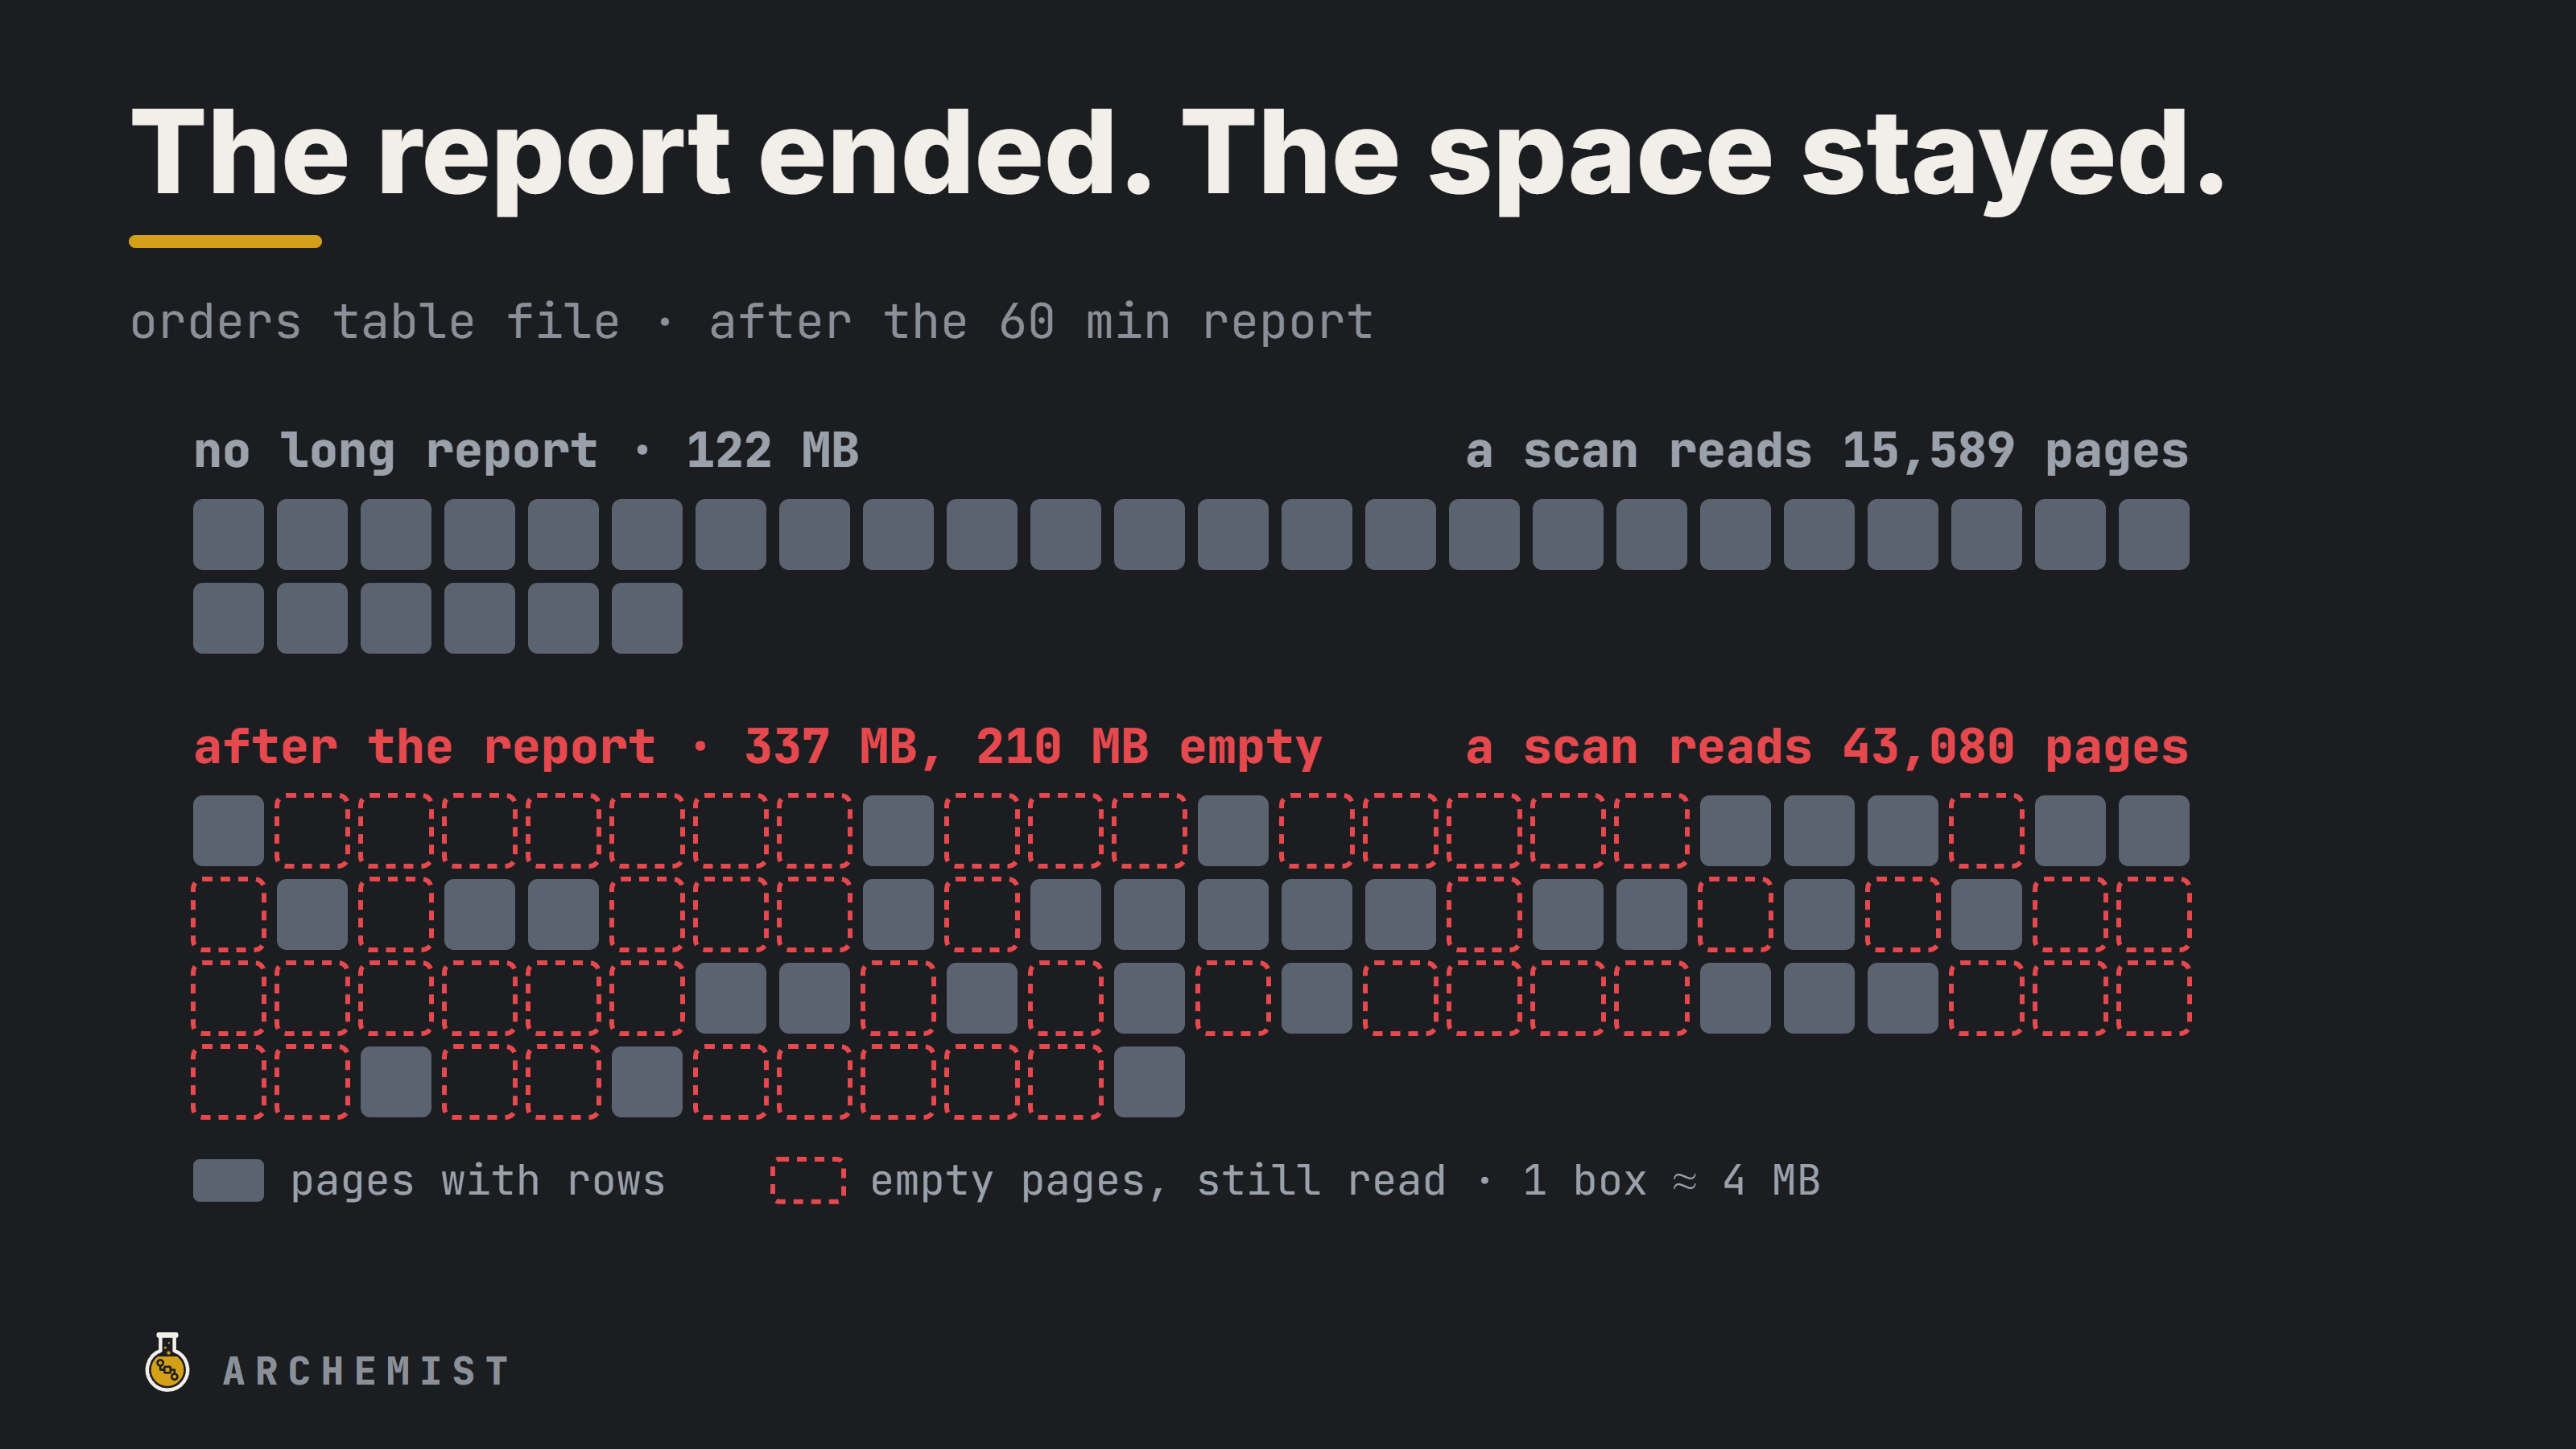 The report ended. The space stayed.
orders table file · after the 60 min report
no long report · 122 MB
a scan reads 15,589 pages
after the report · 337 MB, 210 MB empty
a scan reads 43,080 pages
pages with rows
empty pages, still read · 1 box ≈ 4 MB
ARCHEMIST